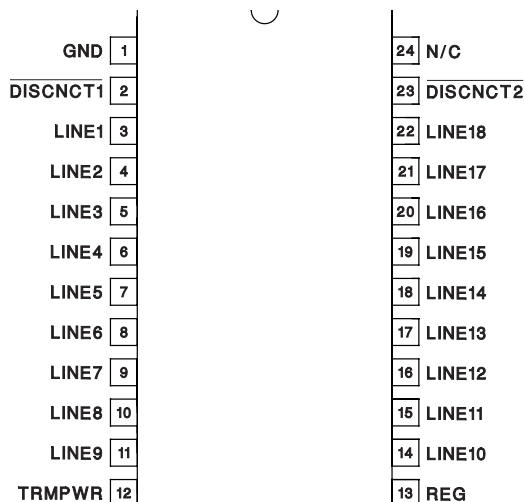 GND 1 24 N/C
DISCNCT1 2 23 DISCNCT2
LINE1 3 22 LINE18
LINE2 4 21 LINE17
LINE3 5 20 LINE16
LINE4 6 19 LINE15
LINE5 7 18 LINE14
LINE6 8 17 LINE13
LINE7 9 16 LINE12
LINE8 10 15 LINE11
LINE9 11 14 LINE10
TRMPWR 12 13 REG